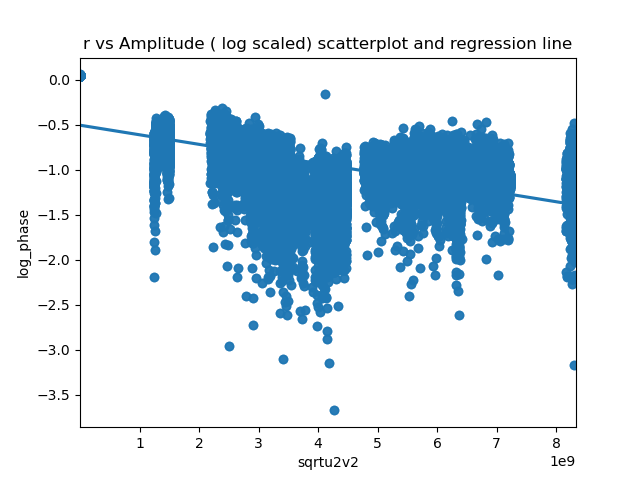 r vs Amplitude ( log scaled) scatterplot and regression line
0.0
−0.5
−1.0
−1.5
−2.0
−2.5
−3.0
−3.5
log_phase
1 2 3 4 5 6 7 8
1e9
sqrtu2v2